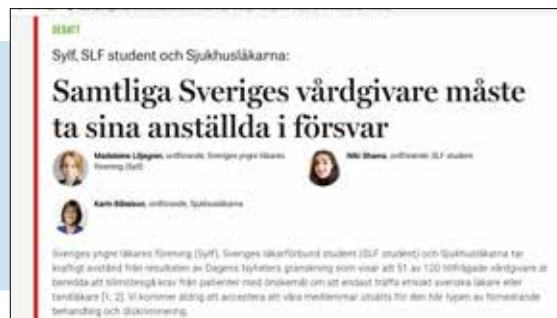 DEBATT
Sylf, SLF student och Sjukhusläkarna:
Samtliga Sveriges vårdgivare måste
ta sina anställda i försvar
Madeleine Liljegren, ordförande, Sveriges yngre läkares
förening (Sylf)
ordförande, SLF student
Karin Båtelson, ordförande, Sjukhusläkarna
Sveriges yngre läkares förening (Sylf), Sveriges läkarförbund student (SLF student) och Sjukhusläkarna tar
kraftigt avstånd från resultaten av Dagens Nyheters granskning som visar att 51 av 120 tillfrågade vårdgivare är
beredda att tillmötesgå krav från patienter med önskemål om att endast träffa etniskt svenska läkare eller
tandläkare [1, 2]. Vi kommer aldrig att acceptera att våra medlemmar utsätts för den här typen av förnedrande
behandling och diskriminering.